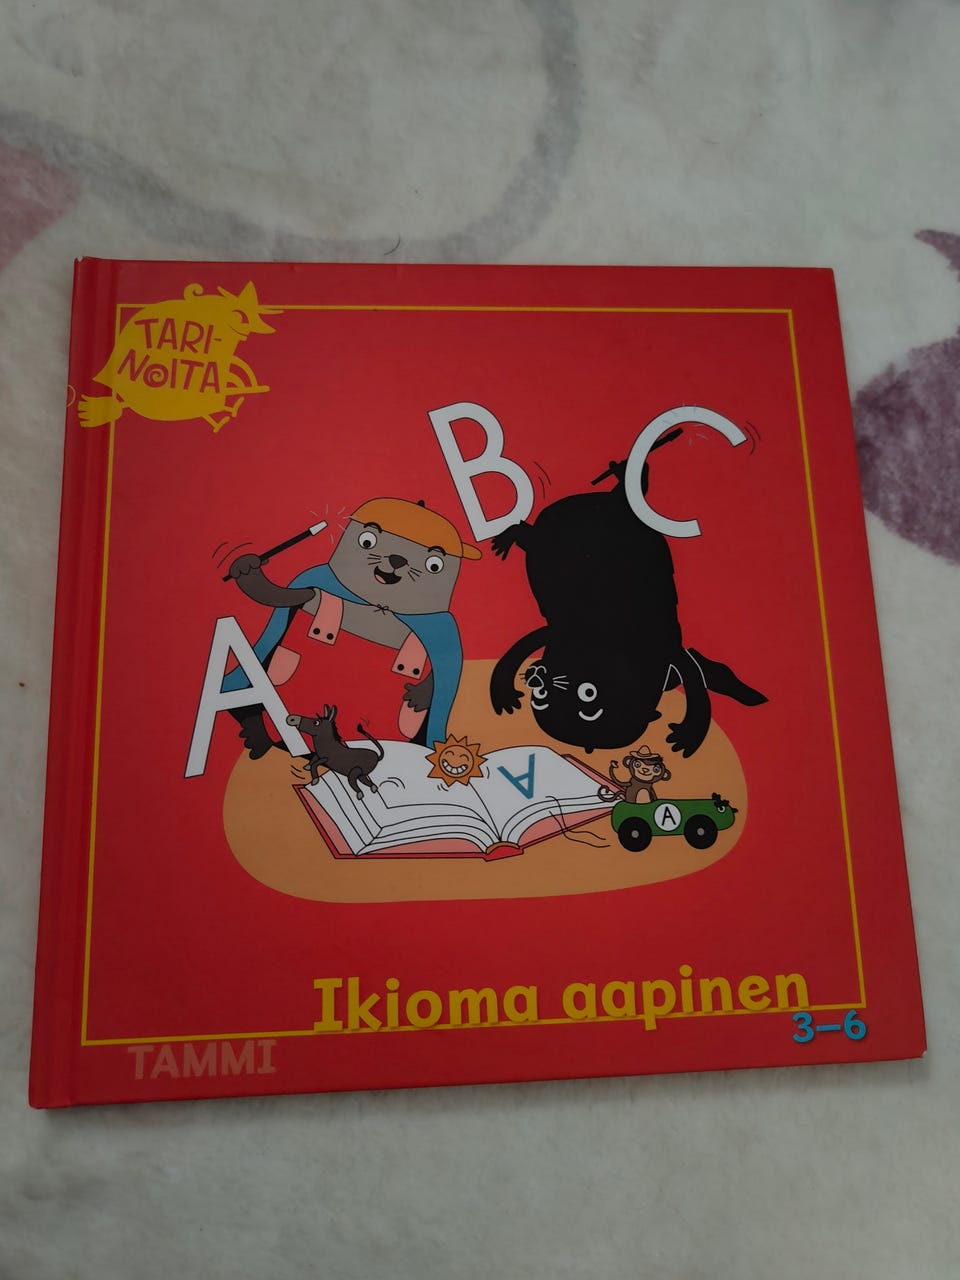 TARI-
NOITA
B C
A
A
A
Ikioma aapinen
3–6
TAMMI